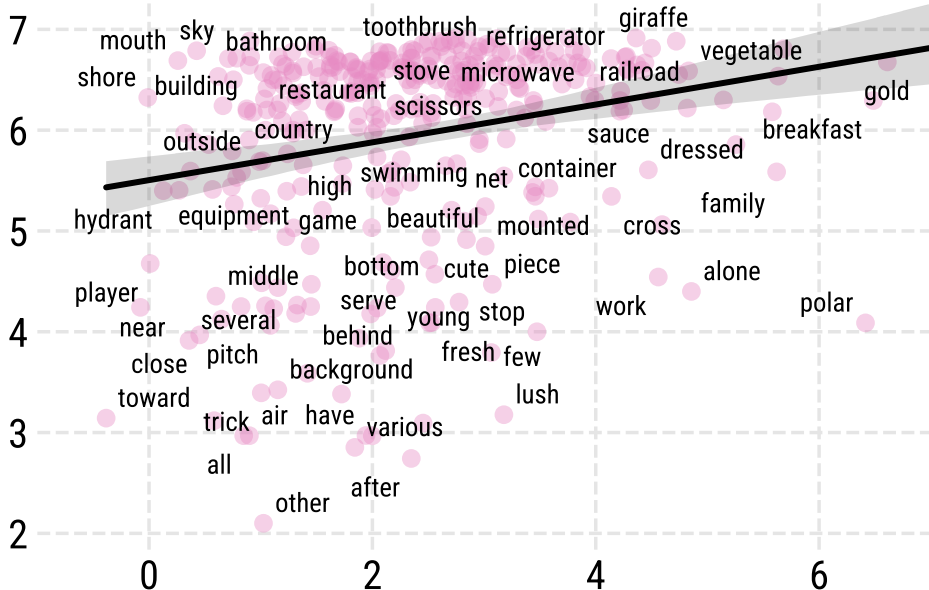 7
giraffe
toothbrush
sky
mouth
bathroom
refrigerator
vegetable
stove
microwave
railroad
shore
building
restaurant
gold
scissors
6
country
sauce
breakfast
outside
dressed
swimming
net
container
high
family
hydrant
equipment
game
beautiful
mounted
cross
5
middle
bottom
cute
piece
alone
player
serve
work
polar
near
several
young
stop
4
behind
close
pitch
background
fresh
few
toward
lush
trick
air
have
various
3
all
after
other
2
0 2 4 6